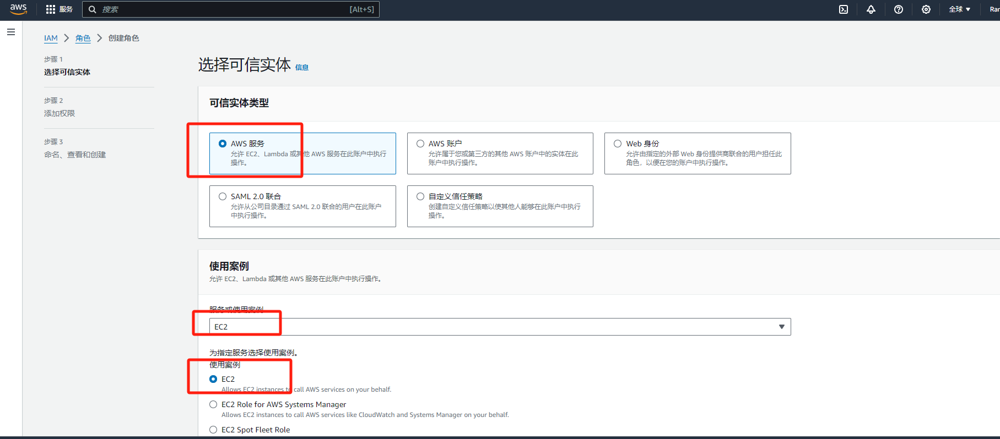 aws
服务
搜索
[Alt+S]
全球
IAM
角色
创建角色
步骤 1
选择可信实体
步骤 2
添加权限
步骤 3
命名、查看和创建
选择可信实体 信息
可信实体类型
AWS 服务
允许 EC2、Lambda 或其他 AWS 服务在此账户中执行
操作。
AWS 账户
允许属于您或第三方的其他 AWS 账户中的实体在此
账户中执行操作。
Web 身份
允许由指定的外部 Web 身份提供商联合的用户担任此
角色，以便在您的账户中执行操作。
SAML 2.0 联合
允许从公司目录通过 SAML 2.0 联合的用户在此账户
中执行操作。
自定义信任策略
创建自定义信任策略以便其他人能够在此账户中执行
操作。
使用案例
允许 EC2、Lambda 或其他 AWS 服务在此账户中执行操作。
服务或使用案例
EC2
为指定服务选择使用案例。
使用案例
EC2
Allows EC2 instances to call AWS services on your behalf.
EC2 Role for AWS Systems Manager
Allows EC2 instances to call AWS services like CloudWatch and Systems Manager on your behalf.
EC2 Spot Fleet Role